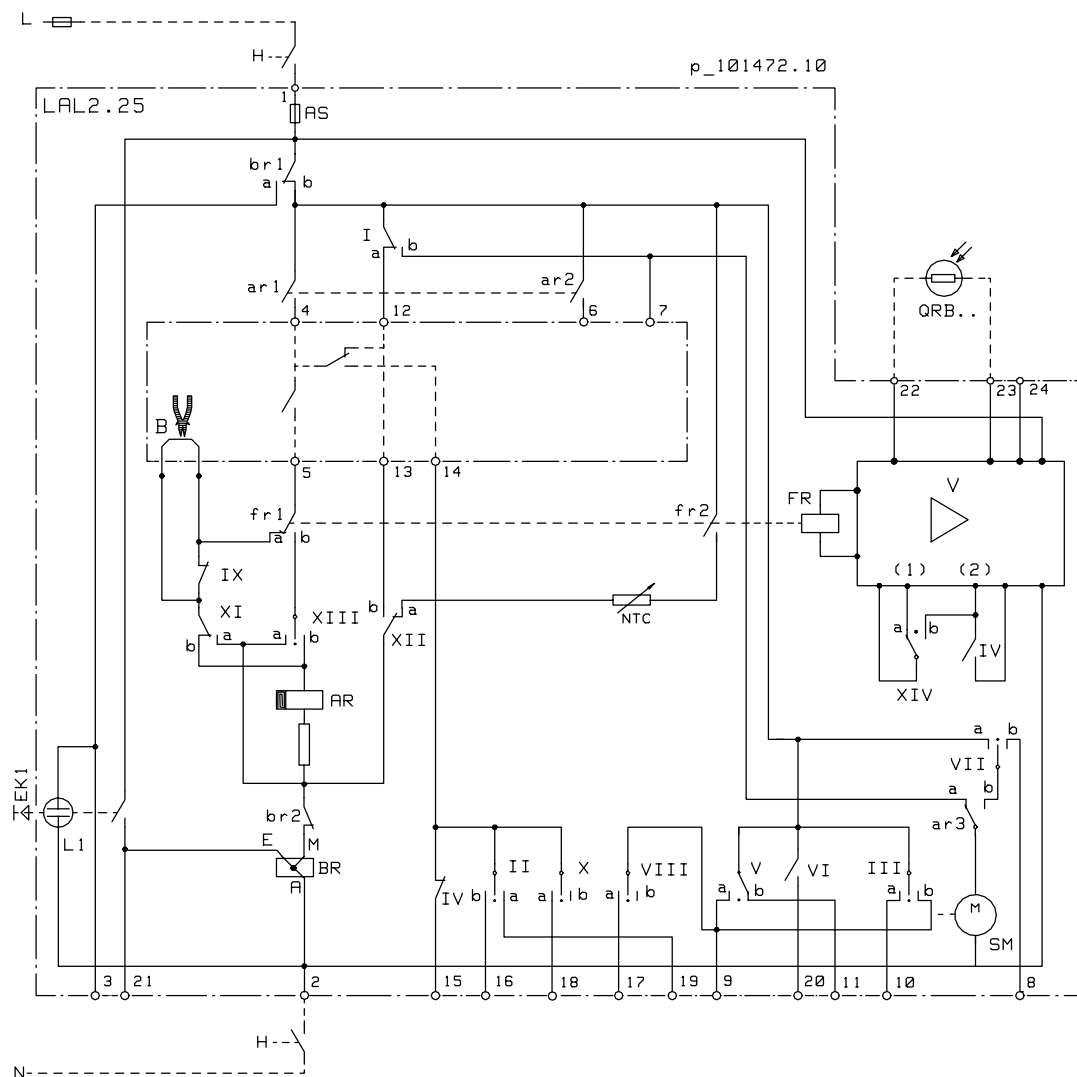 L
H
p_101472.10
1
LAL2.25
AS
br1
a b
I
a b
ar1
ar2
4
12
6
7
QRB..
22
23
24
B
5
13
14
fr1
fr2
FR
V
a b
IX
(1) (2)
XI
XIII
b a
b a a b
XII
NTC
a b
IV
XIV
AR
a b
VII
EK1
a b
br2
ar3
L1
E M
BR
A
II
X
VIII
V
VI
III
M
IV
b a
a b
a b
a b
a b
SM
3
21
2
15
16
18
17
19
9
20
11
10
8
H
N